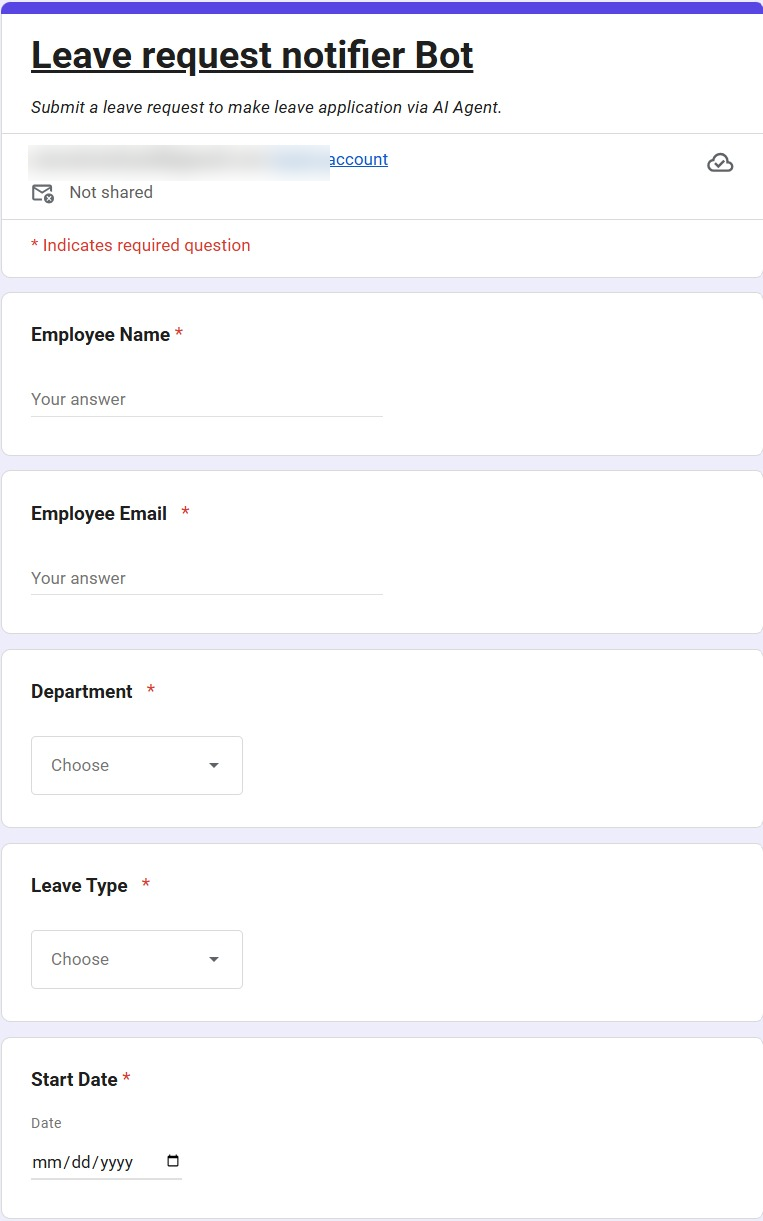 Leave request notifier Bot
Submit a leave request to make leave application via AI Agent.
account
Not shared
* Indicates required question
Employee Name *
Your answer
Employee Email *
Your answer
Department *
Choose
Leave Type *
Choose
Start Date *
Date
mm/dd/yyyy